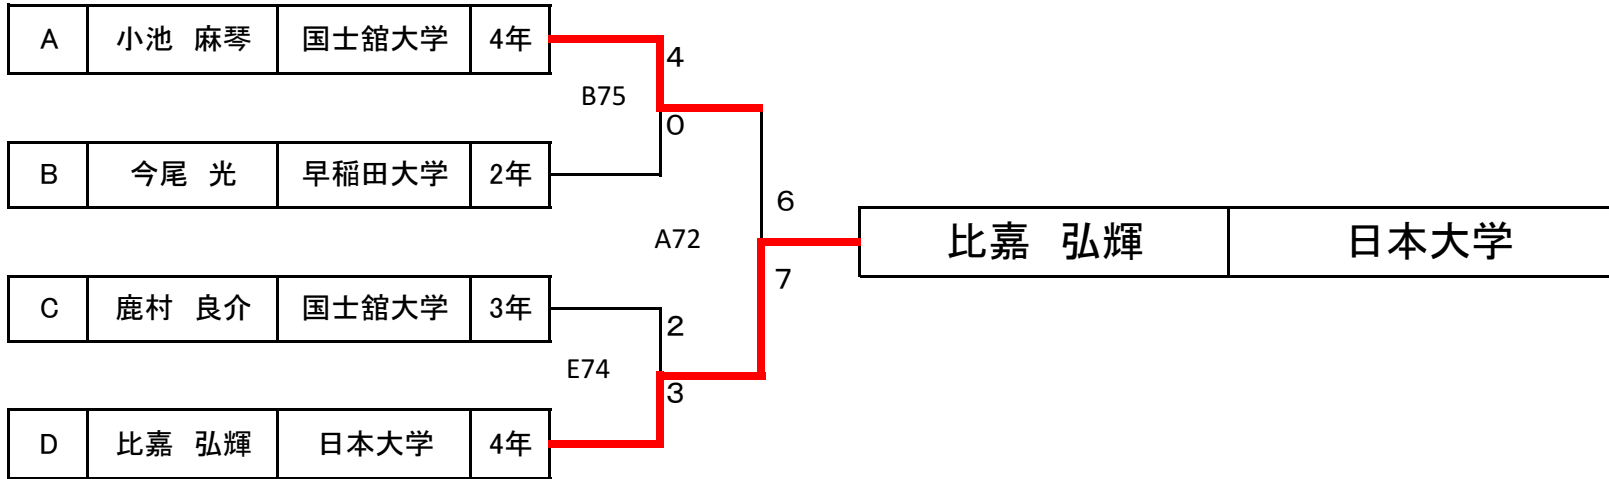 A 小池 麻琴 国士舘大学 4年
4
B75
0
B 今尾 光 早稲田大学 2年
6
A72
比嘉 弘輝 日本大学
7
C 鹿村 良介 国士舘大学 3年
2
E74
3
D 比嘉 弘輝 日本大学 4年